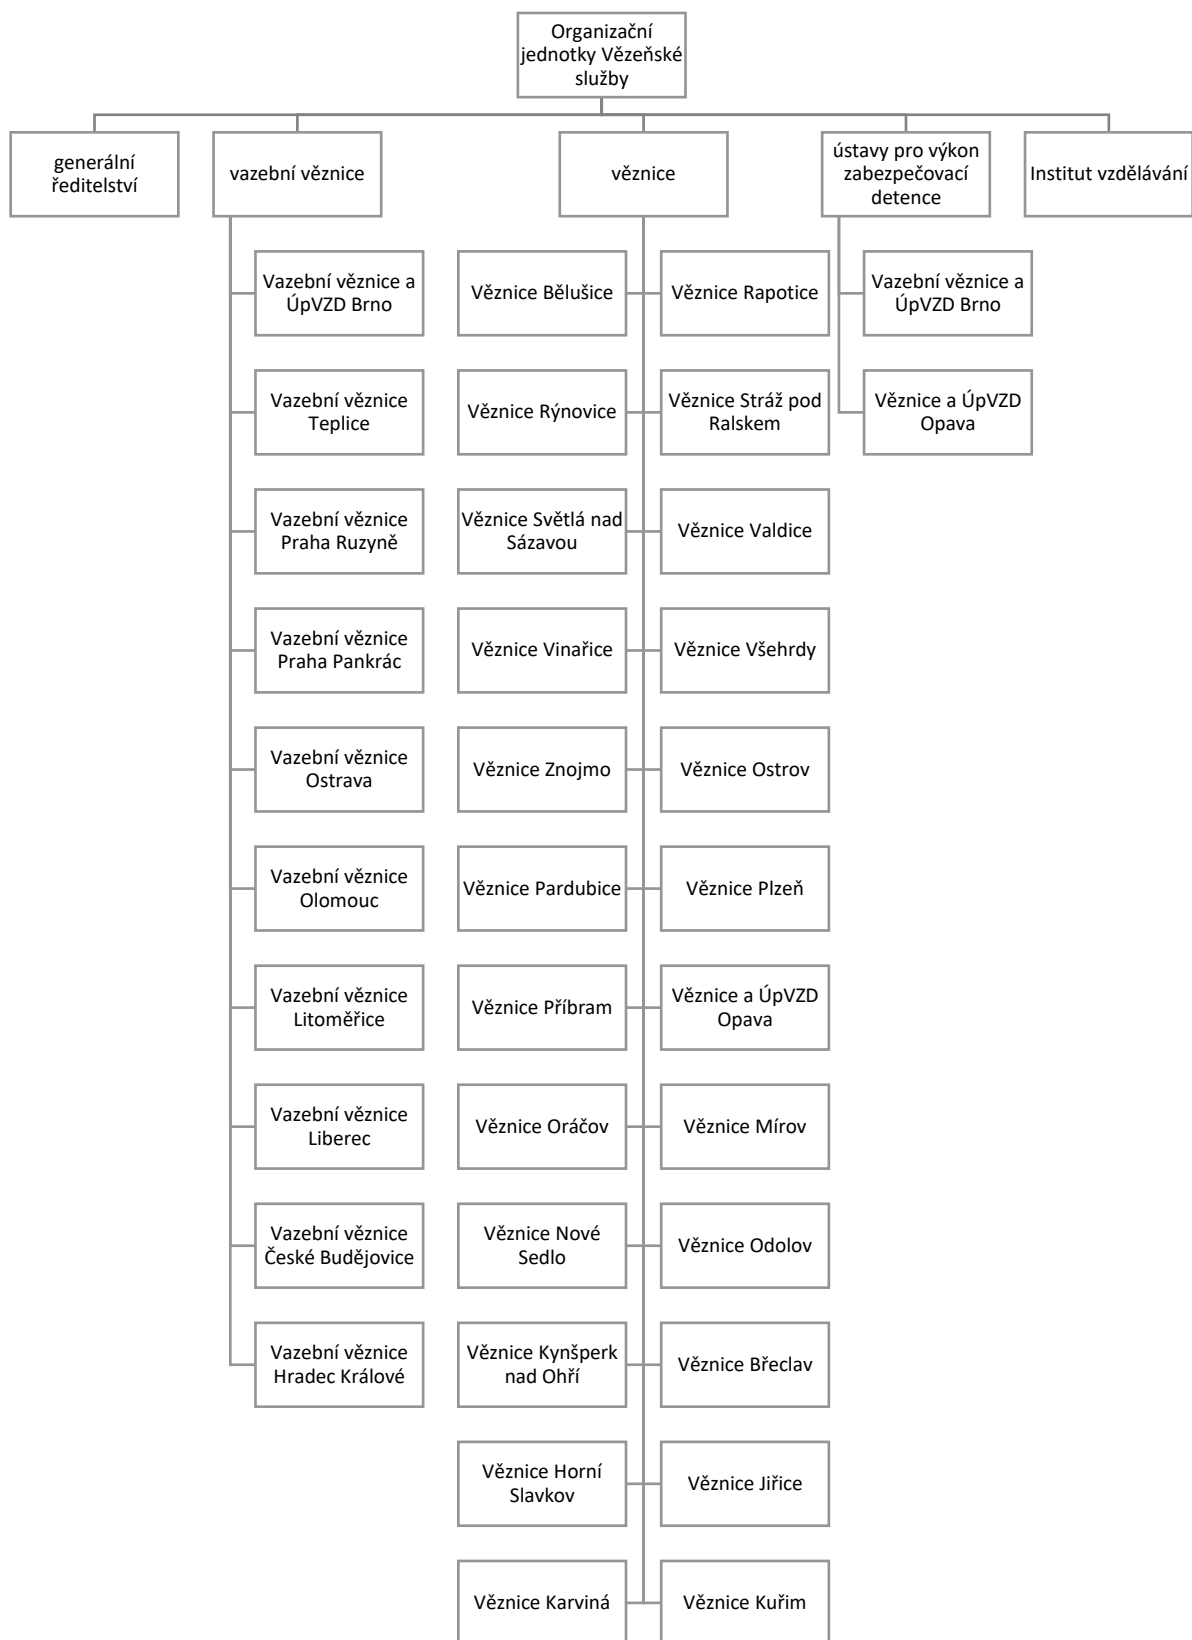 Organizační
jednotky Vězeňské
služby
generální
ředitelství
vazební věznice
věznice
ústavy pro výkon
zabezpečovací
detence
Institut vzdělávání
Vazební věznice a
ÚpVZD Brno
Věznice Bělušice
Věznice Rapotice
Vazební věznice a
ÚpVZD Brno
Vazební věznice
Teplice
Věznice Rýnovice
Věznice Stráž pod
Ralskem
Věznice a ÚpVZD
Opava
Vazební věznice
Praha Ruzyně
Věznice Světlá nad
Sázavou
Věznice Valdice
Vazební věznice
Praha Pankrác
Věznice Vinařice
Věznice Všehrdy
Vazební věznice
Ostrava
Věznice Znojmo
Věznice Ostrov
Vazební věznice
Olomouc
Věznice Pardubice
Věznice Plzeň
Vazební věznice
Litoměřice
Věznice Příbram
Věznice a ÚpVZD
Opava
Vazební věznice
Liberec
Věznice Oráčov
Věznice Mírov
Vazební věznice
České Budějovice
Věznice Nové
Sedlo
Věznice Odolov
Vazební věznice
Hradec Králové
Věznice Kynšperk
nad Ohří
Věznice Břeclav
Věznice Horní
Slavkov
Věznice Jiřice
Věznice Karviná
Věznice Kuřim